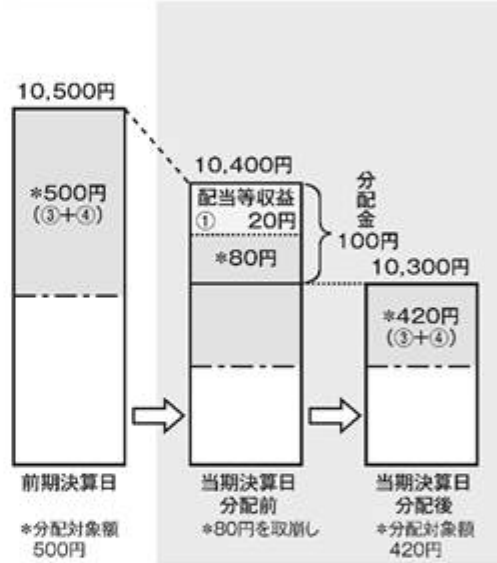 10,500円
*500円
(③+④)
前期決算日
*分配対象額
500円
10,400円
配当等収益
① 20円
*80円
分配金
100円
当期決算日
分配前
*80円を取崩し
10,300円
*420円
(③+④)
当期決算日
分配後
*分配対象額
420円